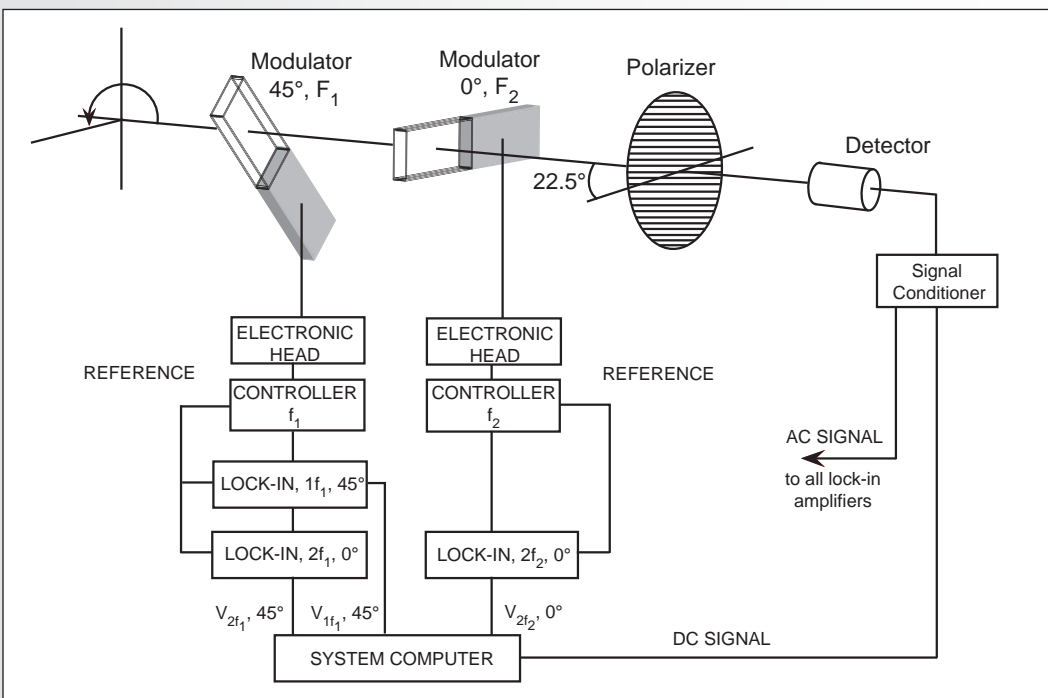 Modulator
45°, F1
Modulator
0°, F2
Polarizer
Detector
22.5°
Signal
Conditioner
ELECTRONIC
HEAD
ELECTRONIC
HEAD
REFERENCE
REFERENCE
CONTROLLER
f1
CONTROLLER
f2
AC SIGNAL
to all lock-in
amplifiers
LOCK-IN, 1f1, 45°
LOCK-IN, 2f1, 0°
LOCK-IN, 2f2, 0°
V2f1, 45°
V1f1, 45°
V2f2, 0°
DC SIGNAL
SYSTEM COMPUTER